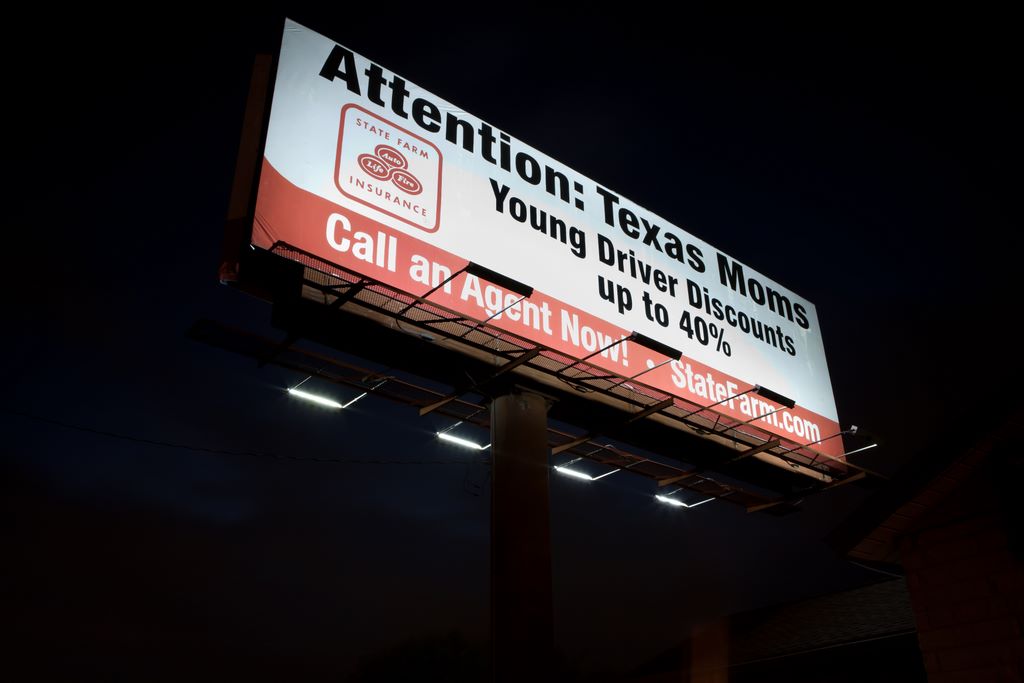 Attention: Texas Moms
STATE FARM
Auto
Life Fire
INSURANCE
Young Driver Discounts
up to 40%
Call an Agent Now! • StateFarm.com